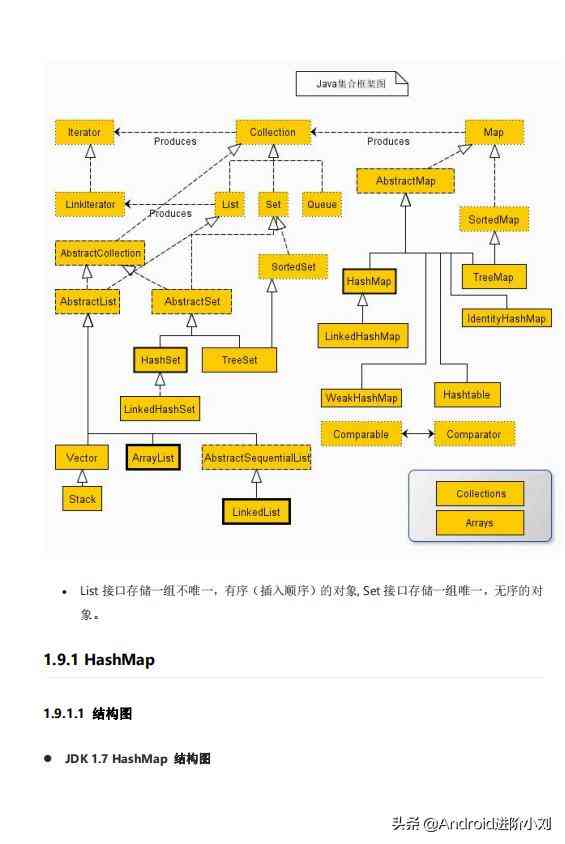 Java集合框架图
Iterator
Collection
Map
Produces
Produces
AbstractMap
LinkIterator
List
Set
Queue
Produces
SortedMap
AbstractCollection
SortedSet
HashMap
TreeMap
AbstractList
AbstractSet
IdentityHashMap
LinkedHashMap
HashSet
TreeSet
WeakHashMap
Hashtable
LinkedHashSet
Comparable
Comparator
Vector
ArrayList
AbstractSequentialList
Stack
Collections
LinkedList
Arrays
• List 接口存储一组不唯一，有序（插入顺序）的对象, Set 接口存储一组唯一，无序的对
象。
1.9.1 HashMap
1.9.1.1 结构图
● JDK 1.7 HashMap 结构图
头条 @Android进阶小刘